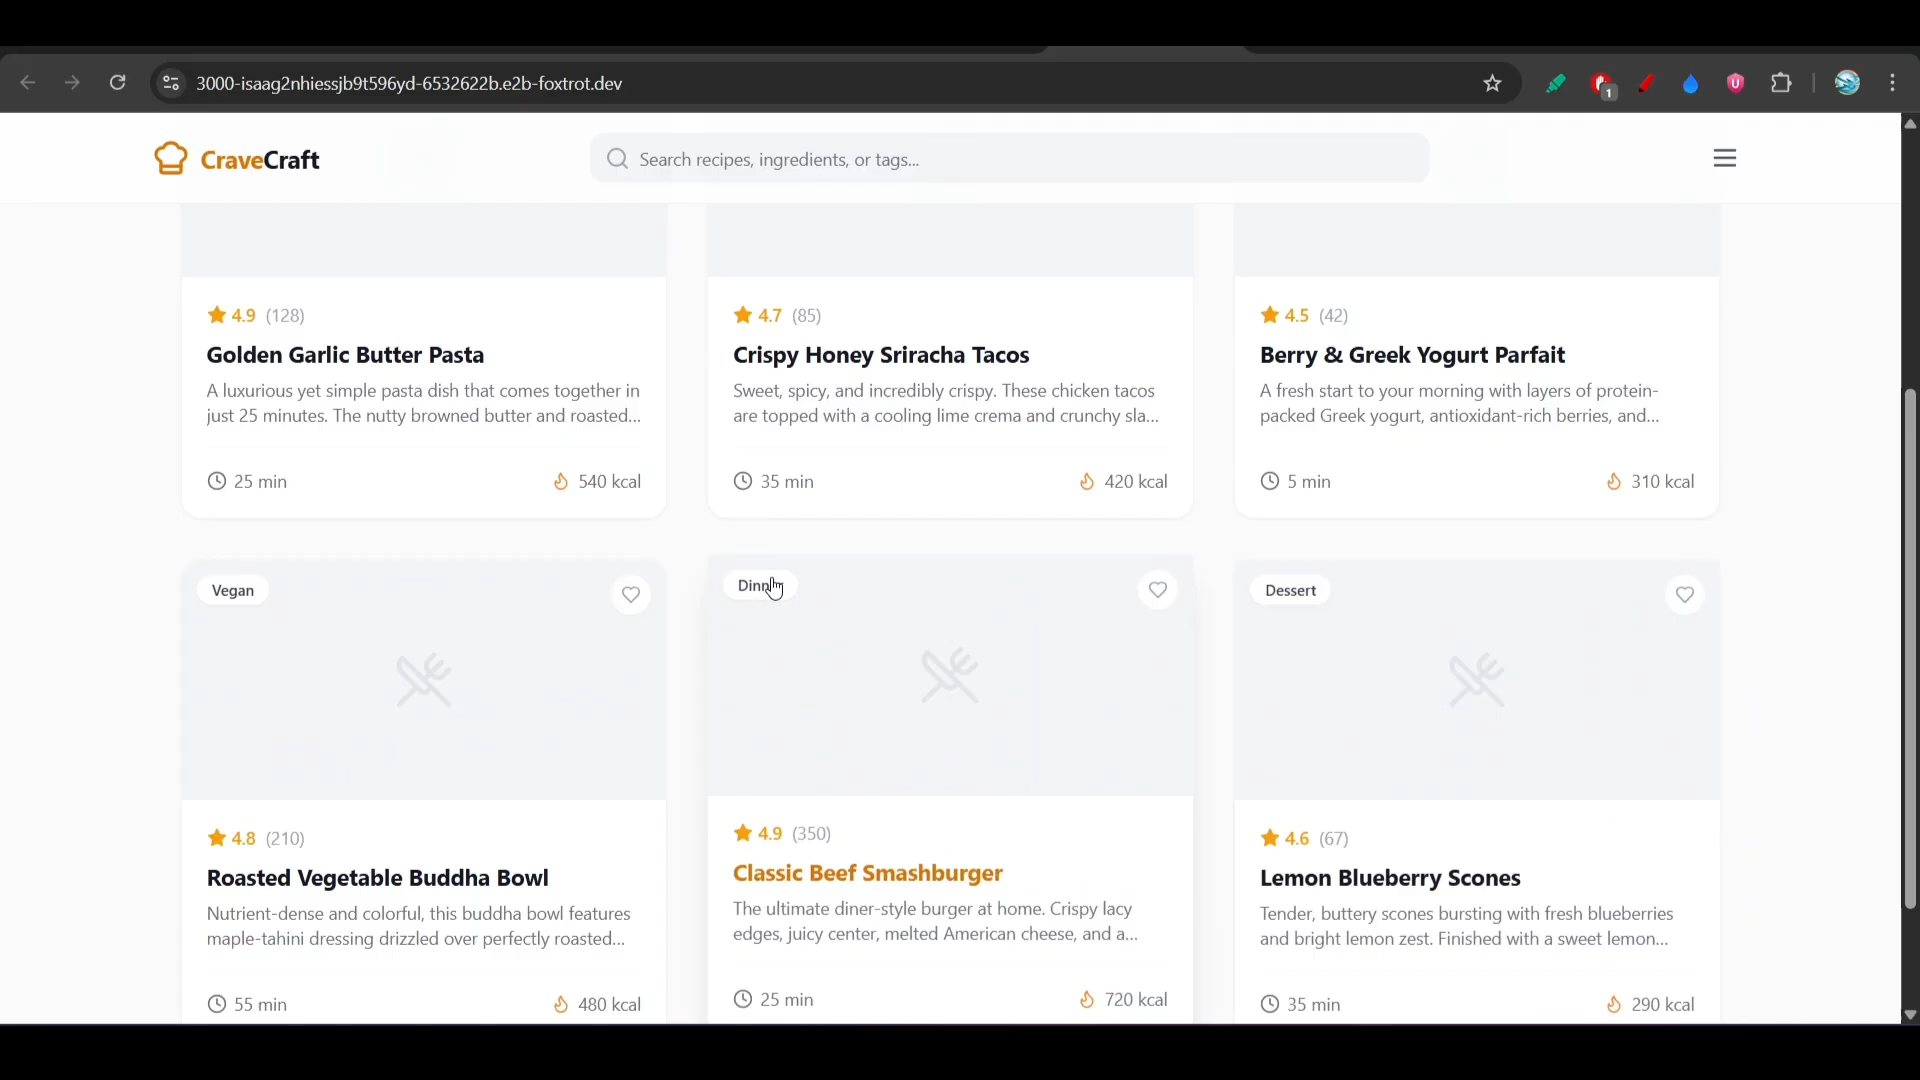 3000-isaag2nhiessjb9t596yd-6532622b.e2b-foxtrot.dev
1
CraveCraft
Search recipes, ingredients, or tags...
4.9 (128)
Golden Garlic Butter Pasta
A luxurious yet simple pasta dish that comes together in
just 25 minutes. The nutty browned butter and roasted...
25 min
540 kcal
4.7 (85)
Crispy Honey Sriracha Tacos
Sweet, spicy, and incredibly crispy. These chicken tacos
are topped with a cooling lime crema and crunchy sla...
35 min
420 kcal
4.5 (42)
Berry & Greek Yogurt Parfait
A fresh start to your morning with layers of protein-
packed Greek yogurt, antioxidant-rich berries, and...
5 min
310 kcal
Vegan
4.8 (210)
Roasted Vegetable Buddha Bowl
Nutrient-dense and colorful, this buddha bowl features
maple-tahini dressing drizzled over perfectly roasted...
55 min
480 kcal
4.9 (350)
Classic Beef Smashburger
The ultimate diner-style burger at home. Crispy lacy
edges, juicy center, melted American cheese, and a...
25 min
720 kcal
Dessert
4.6 (67)
Lemon Blueberry Scones
Tender, buttery scones bursting with fresh blueberries
and bright lemon zest. Finished with a sweet lemon...
35 min
290 kcal